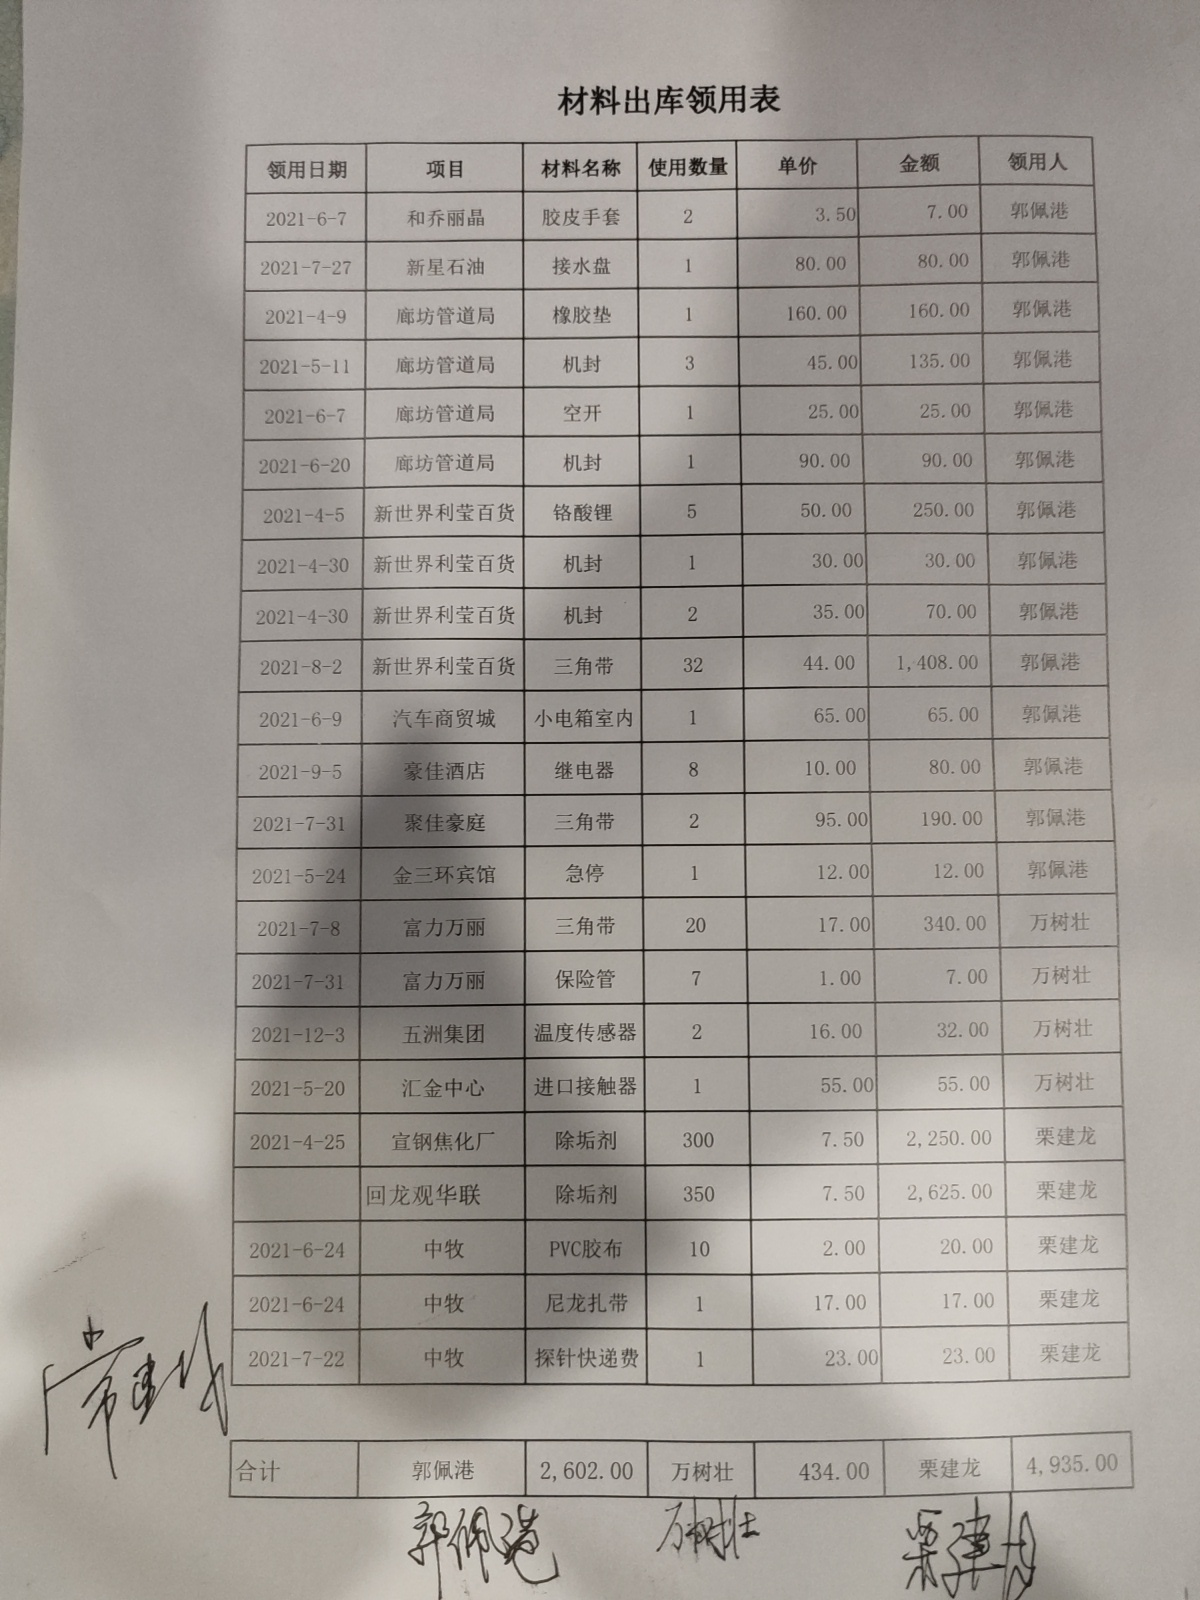 材料出库领用表
领用日期 项目 材料名称 使用数量 单价 金额 领用人
2021-6-7 和乔丽晶 胶皮手套 2 3.50 7.00 郭佩港
2021-7-27 新星石油 接水盘 1 80.00 80.00 郭佩港
2021-4-9 廊坊管道局 橡胶垫 1 160.00 160.00 郭佩港
2021-5-11 廊坊管道局 机封 3 45.00 135.00 郭佩港
2021-6-7 廊坊管道局 空开 1 25.00 25.00 郭佩港
2021-6-20 廊坊管道局 机封 1 90.00 90.00 郭佩港
2021-4-5 新世界利莹百货 铬酸锂 5 50.00 250.00 郭佩港
2021-4-30 新世界利莹百货 机封 1 30.00 30.00 郭佩港
2021-4-30 新世界利莹百货 机封 2 35.00 70.00 郭佩港
2021-8-2 新世界利莹百货 三角带 32 44.00 1,408.00 郭佩港
2021-6-9 汽车商贸城 小电箱室内 1 65.00 65.00 郭佩港
2021-9-5 豪佳酒店 继电器 8 10.00 80.00 郭佩港
2021-7-31 聚佳豪庭 三角带 2 95.00 190.00 郭佩港
2021-5-24 金三环宾馆 急停 1 12.00 12.00 郭佩港
2021-7-8 富力万丽 三角带 20 17.00 340.00 万树壮
2021-7-31 富力万丽 保险管 7 1.00 7.00 万树壮
2021-12-3 五洲集团 温度传感器 2 16.00 32.00 万树壮
2021-5-20 汇金中心 进口接触器 1 55.00 55.00 万树壮
2021-4-25 宣钢焦化厂 除垢剂 300 7.50 2,250.00 栗建龙
回龙观华联 除垢剂 350 7.50 2,625.00 栗建龙
2021-6-24 中牧 PVC胶布 10 2.00 20.00 栗建龙
2021-6-24 中牧 尼龙扎带 1 17.00 17.00 栗建龙
2021-7-22 中牧 探针快递费 1 23.00 23.00 栗建龙
合计 郭佩港 2,602.00 万树壮 434.00 栗建龙 4,935.00
郭佩港 万树壮